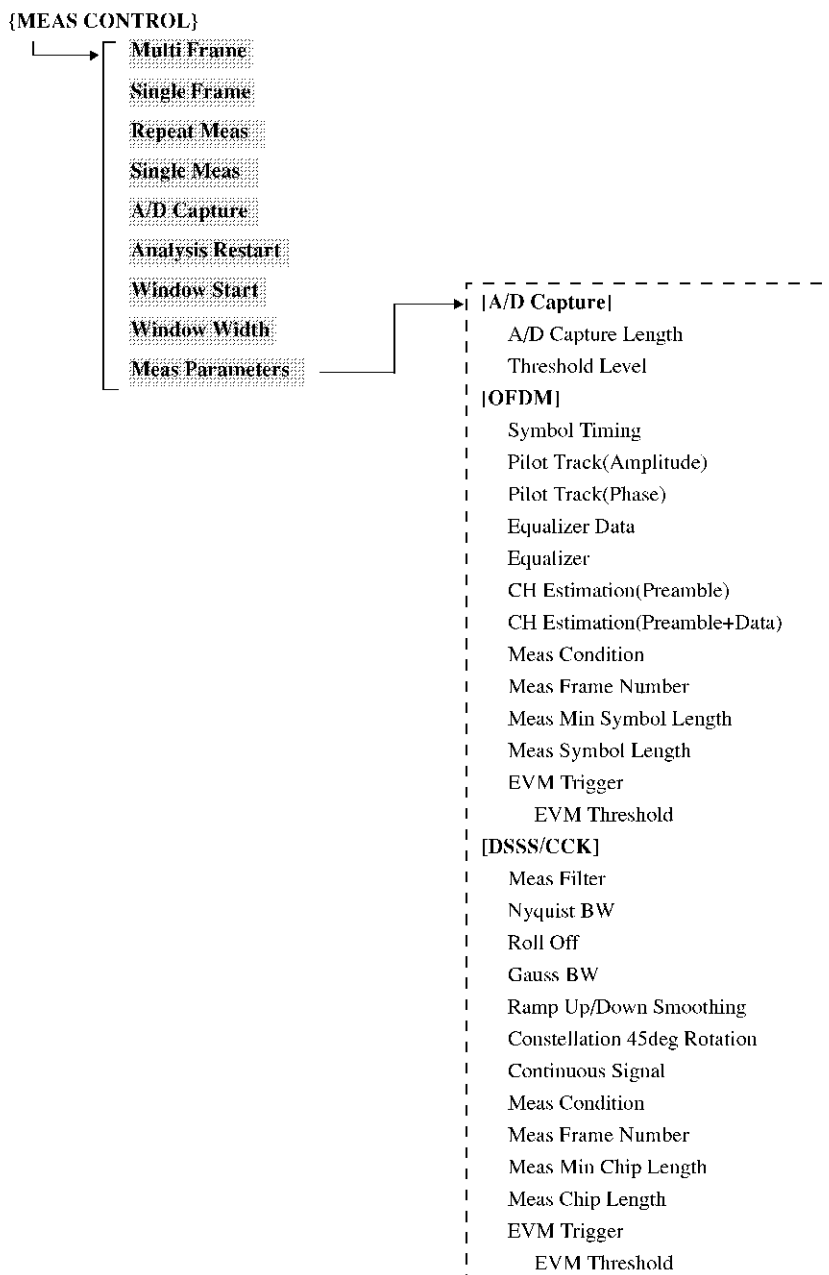 {MEAS CONTROL}
Multi Frame
Single Frame
Repeat Meas
Single Meas
A/D Capture
Analysis Restart
Window Start
Window Width
Meas Parameters
[A/D Capture]
A/D Capture Length
Threshold Level
[OFDM]
Symbol Timing
Pilot Track(Amplitude)
Pilot Track(Phase)
Equalizer Data
Equalizer
CH Estimation(Preamble)
CH Estimation(Preamble+Data)
Meas Condition
Meas Frame Number
Meas Min Symbol Length
Meas Symbol Length
EVM Trigger
EVM Threshold
[DSSS/CCK]
Meas Filter
Nyquist BW
Roll Off
Gauss BW
Ramp Up/Down Smoothing
Constellation 45deg Rotation
Continuous Signal
Meas Condition
Meas Frame Number
Meas Min Chip Length
Meas Chip Length
EVM Trigger
EVM Threshold